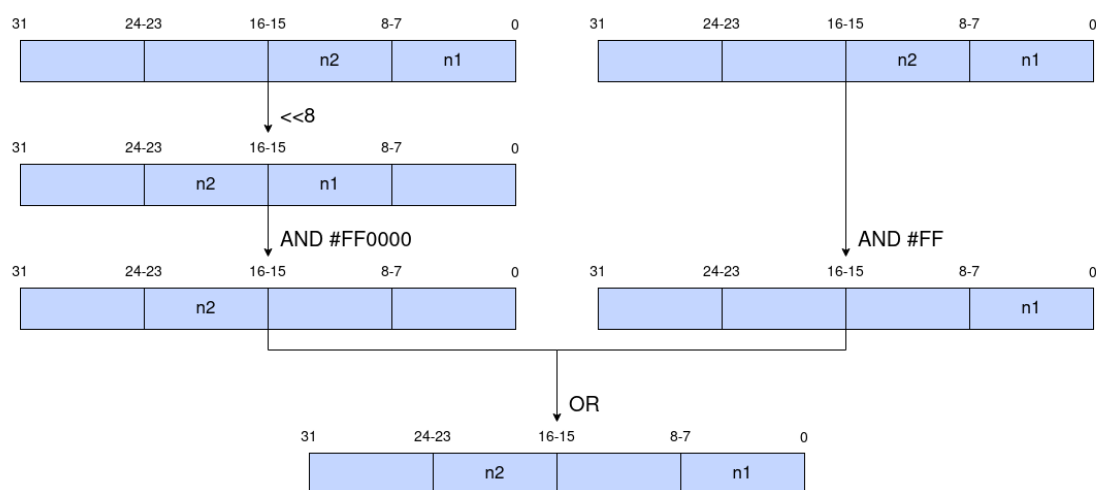 31 24-23 16-15 8-7 0 31 24-23 16-15 8-7 0
n2 n1 n2 n1
<<8
31 24-23 16-15 8-7 0
n2 n1
AND #FF0000 AND #FF
31 24-23 16-15 8-7 0 31 24-23 16-15 8-7 0
n2 n1
OR
31 24-23 16-15 8-7 0
n2 n1